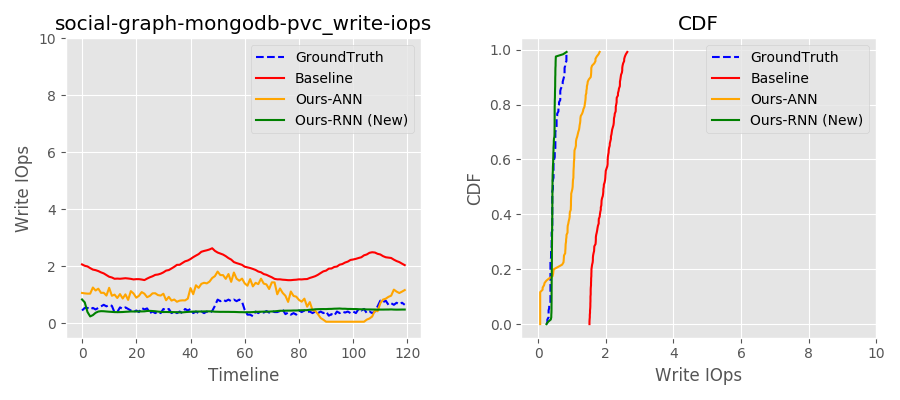 social-graph-mongodb-pvc_write-iops
10
8
6
4
2
0
Write IOps
GroundTruth
Baseline
Ours-ANN
Ours-RNN (New)
0 20 40 60 80 100 120
Timeline
CDF
1.0
0.8
0.6
0.4
0.2
0.0
CDF
GroundTruth
Baseline
Ours-ANN
Ours-RNN (New)
0 2 4 6 8 10
Write IOps